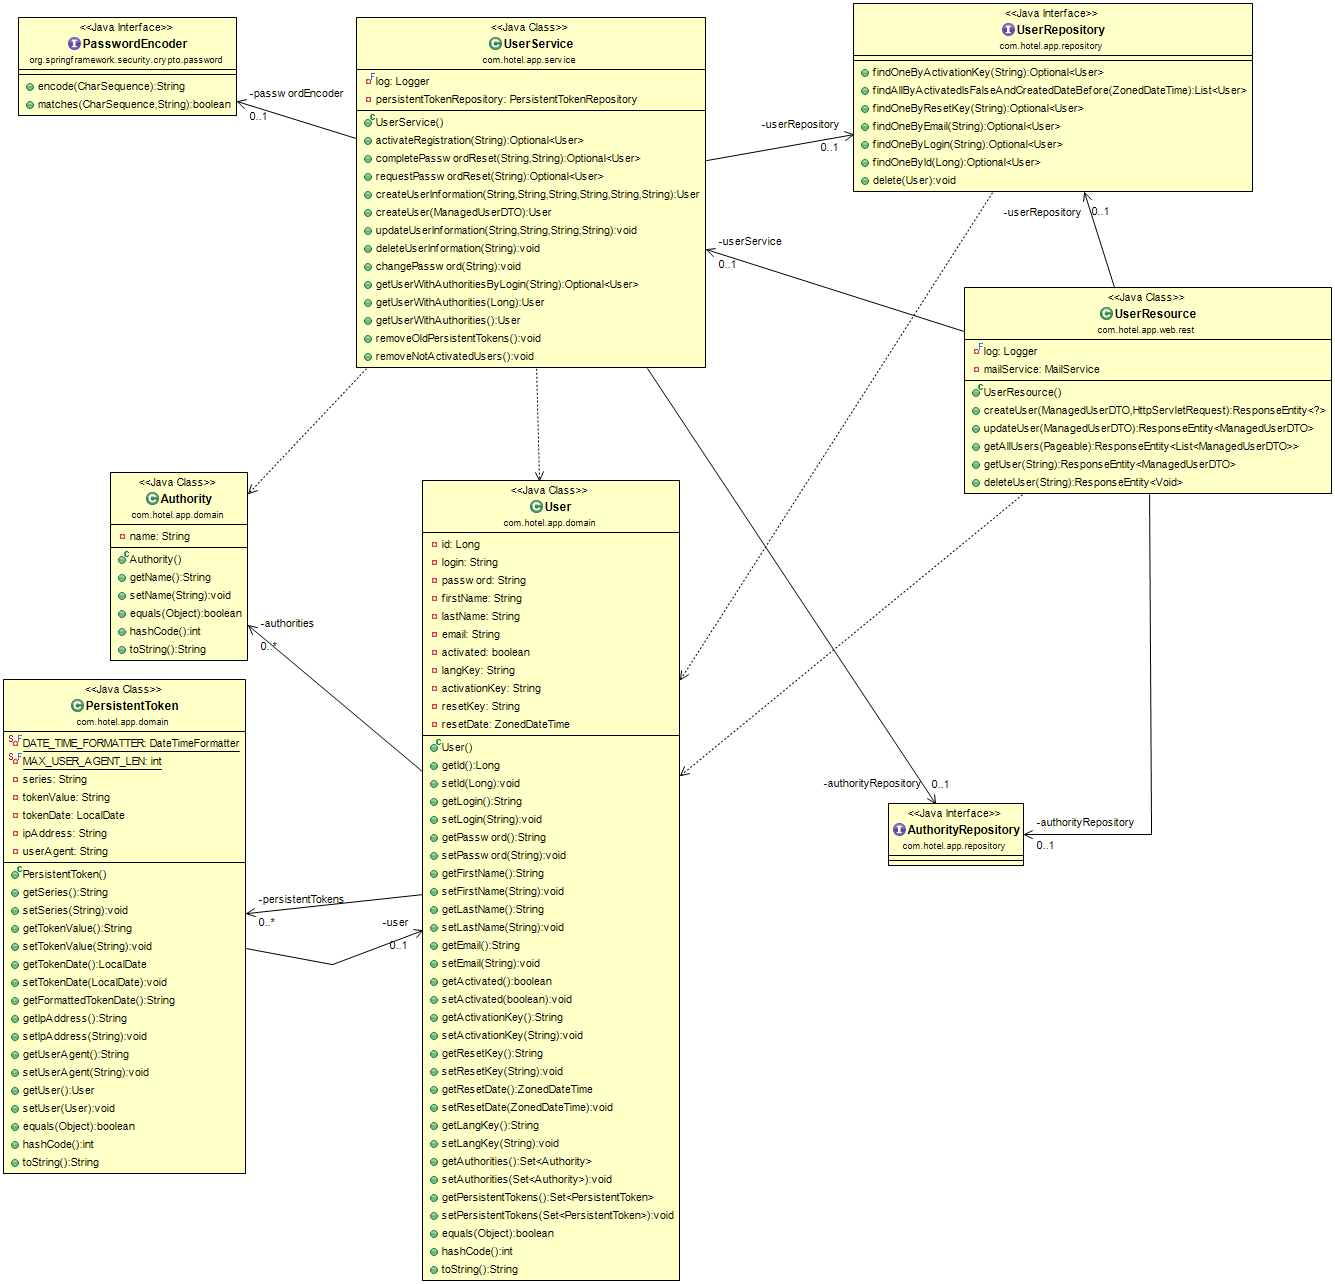 <<Java Interface>>
PasswordEncoder
org.springframework.security.crypto.password
encode(CharSequence):String
matches(CharSequence,String):boolean
-passwordEncoder
0..1
<<Java Class>>
UserService
com.hotel.app.service
log: Logger
persistentTokenRepository: PersistentTokenRepository
UserService()
activateRegistration(String):Optional<User>
completePasswordReset(String,String):Optional<User>
requestPasswordReset(String):Optional<User>
createUserInformation(String,String,String,String,String,String):User
createUser(ManagedUserDTO):User
updateUserInformation(String,String,String,String):void
deleteUserInformation(String):void
changePassword(String):void
getUserWithAuthoritiesByLogin(String):Optional<User>
getUserWithAuthorities(Long):User
getUserWithAuthorities():User
removeOldPersistentTokens():void
removeNotActivatedUsers():void
-userRepository
0..1
<<Java Interface>>
UserRepository
com.hotel.app.repository
findOneByActivationKey(String):Optional<User>
findAllByActivatedIsFalseAndCreatedDateBefore(ZonedDateTime):List<User>
findOneByResetKey(String):Optional<User>
findOneByEmail(String):Optional<User>
findOneByLogin(String):Optional<User>
findOneById(Long):Optional<User>
delete(User):void
-userRepository
0..1
-userService
0..1
<<Java Class>>
UserResource
com.hotel.app.web.rest
log: Logger
mailService: MailService
UserResource()
createUser(ManagedUserDTO,HttpServletRequest):ResponseEntity<?>
updateUser(ManagedUserDTO):ResponseEntity<ManagedUserDTO>
getAllUsers(Pageable):ResponseEntity<List<ManagedUserDTO>>
getUser(String):ResponseEntity<ManagedUserDTO>
deleteUser(String):ResponseEntity<Void>
<<Java Class>>
Authority
com.hotel.app.domain
name: String
Authority()
getName():String
setName(String):void
equals(Object):boolean
hashCode():int
toString():String
-authorities
0..*
<<Java Class>>
User
com.hotel.app.domain
id: Long
login: String
password: String
firstName: String
lastName: String
email: String
activated: boolean
langKey: String
activationKey: String
resetKey: String
resetDate: ZonedDateTime
User()
getId():Long
setId(Long):void
getLogin():String
setLogin(String):void
getPassword():String
setPassword(String):void
getFirstName():String
setFirstName(String):void
getLastName():String
setLastName(String):void
getEmail():String
setEmail(String):void
getActivated():boolean
setActivated(boolean):void
getActivationKey():String
setActivationKey(String):void
getResetKey():String
setResetKey(String):void
getResetDate():ZonedDateTime
setResetDate(ZonedDateTime):void
getLangKey():String
setLangKey(String):void
getAuthorities():Set<Authority>
setAuthorities(Set<Authority>):void
getPersistentTokens():Set<PersistentToken>
setPersistentTokens(Set<PersistentToken>):void
equals(Object):boolean
hashCode():int
toString():String
<<Java Class>>
PersistentToken
com.hotel.app.domain
DATE_TIME_FORMATTER: DateTimeFormatter
MAX_USER_AGENT_LEN: int
series: String
tokenValue: String
tokenDate: LocalDate
ipAddress: String
userAgent: String
PersistentToken()
getSeries():String
setSeries(String):void
getTokenValue():String
setTokenValue(String):void
getTokenDate():LocalDate
setTokenDate(LocalDate):void
getFormattedTokenDate():String
getIpAddress():String
setIpAddress(String):void
getUserAgent():String
setUserAgent(String):void
getUser():User
setUser(User):void
equals(Object):boolean
hashCode():int
toString():String
-persistentTokens
0..*
-user
0..1
-authorityRepository
0..1
<<Java Interface>>
AuthorityRepository
com.hotel.app.repository
-authorityRepository
0..1